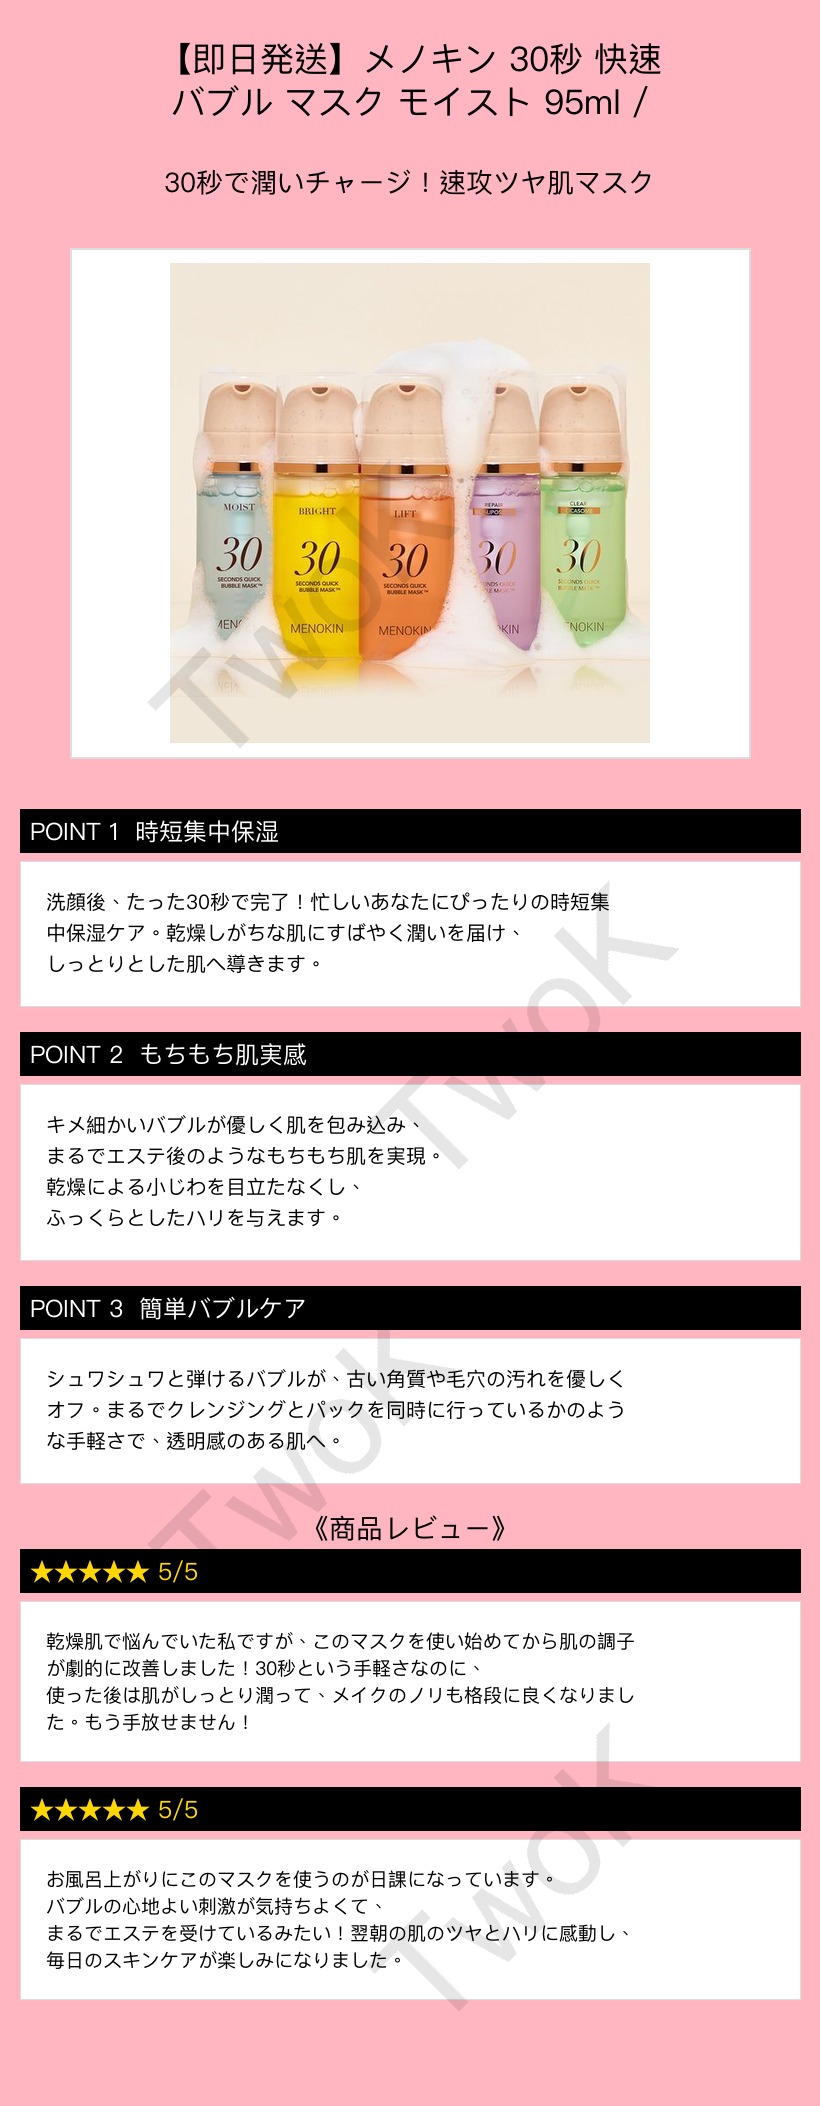 【即日発送】メノキン 30秒 快速
バブル マスク モイスト 95ml /
30秒で潤いチャージ！速攻ツヤ肌マスク
MOIST
30
SECONDS QUICK
BUBBLE MASK™
MENOK
BRIGHT
30
SECONDS QUICK
BUBBLE MASK™
MENOKIN
LIFT
30
SECONDS QUICK
BUBBLE MASK™
MENOKIN
REPAIR
30
OKIN
CLEAR
30
SECONDS QUICK
BUBBLE MASK™
ENOKIN
TwoK
POINT 1 時短集中保湿
洗顔後、たった30秒で完了！忙しいあなたにぴったりの時短集
中保湿ケア。乾燥しがちな肌にすばやく潤いを届け、
しっとりとした肌へ導きます。
TwoK
POINT 2 もちもち肌実感
キメ細かいバブルが優しく肌を包み込み、
まるでエステ後のようなもちもち肌を実現。
乾燥による小じわを目立たなくし、
ふっくらとしたハリを与えます。
POINT 3 簡単バブルケア
シュワシュワと弾けるバブルが、古い角質や毛穴の汚れを優しく
オフ。まるでクレンジングとパックを同時に行っているかのよう
な手軽さで、透明感のある肌へ。
TwoK
《商品レビュー》
★★★★★ 5/5
乾燥肌で悩んでいた私ですが、このマスクを使い始めてから肌の調子
が劇的に改善しました！30秒という手軽さなのに、
使った後は肌がしっとり潤って、メイクのノリも格段に良くなりまし
た。もう手放せません！
★★★★★ 5/5
お風呂上がりにこのマスクを使うのが日課になっています。
バブルの心地よい刺激が気持ちよくて、
まるでエステを受けているみたい！翌朝の肌のツヤとハリに感動し、
毎日のスキンケアが楽しみになりました。
TwoK